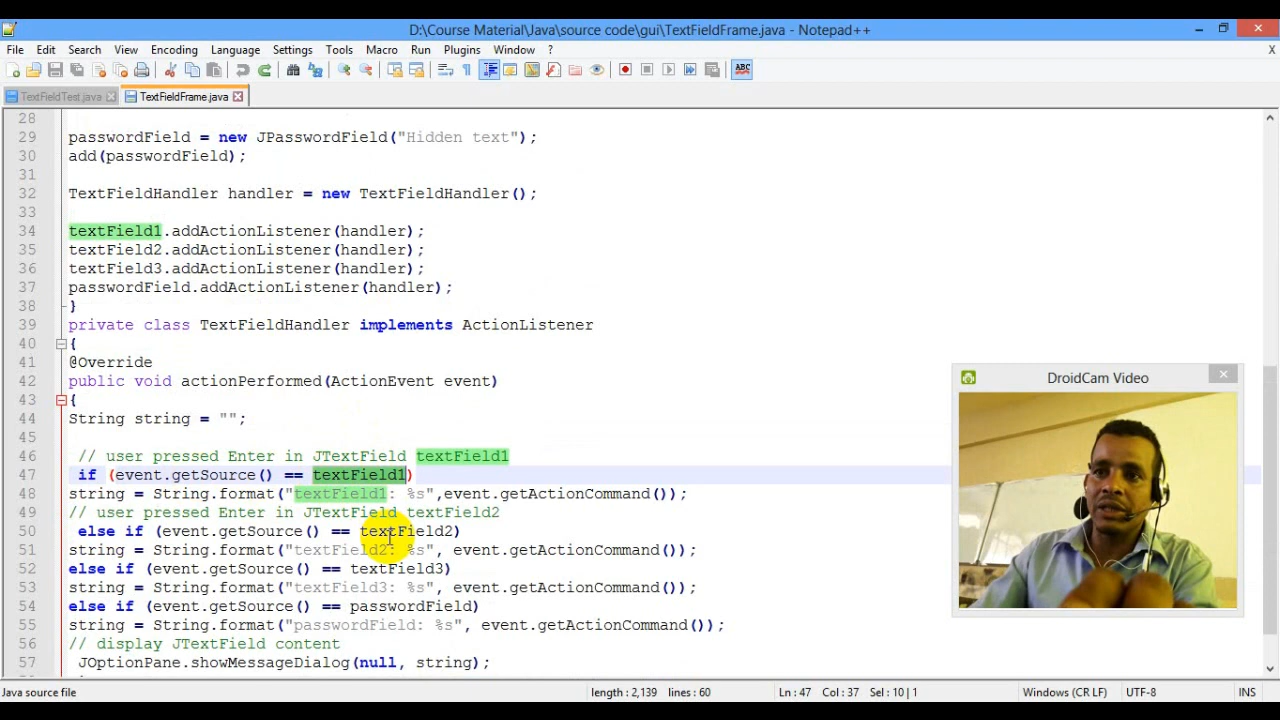 D:\Course Material\Java\source code\gui\TextFieldFrame.java - Notepad++
File Edit Search View Encoding Language Settings Tools Macro Run Plugins Window ? X
ABC
TextFieldTest.java TextFieldFrame.java
28
29 passwordField = new JPasswordField("Hidden text");
30 add(passwordField);
31
32 TextFieldHandler handler = new TextFieldHandler();
33
34 textField1.addActionListener(handler);
35 textField2.addActionListener(handler);
36 textField3.addActionListener(handler);
37 passwordField.addActionListener(handler);
38 }
39 private class TextFieldHandler implements ActionListener
40 {
41 @Override
42 public void actionPerformed(ActionEvent event)
43 {
44 String string = "";
45
46 // user pressed Enter in JTextField textField1
47 if (event.getSource() == textField1)
48 string = String.format("textField1: %s",event.getActionCommand());
49 // user pressed Enter in JTextField textField2
50 else if (event.getSource() == textField2)
51 string = String.format("textField2: %s", event.getActionCommand());
52 else if (event.getSource() == textField3)
53 string = String.format("textField3: %s", event.getActionCommand());
54 else if (event.getSource() == passwordField)
55 string = String.format("passwordField: %s", event.getActionCommand());
56 // display JTextField content
57 JOptionPane.showMessageDialog(null, string);
DroidCam Video
Java source file length : 2,139 lines : 60 Ln : 47 Col : 37 Sel : 10 | 1 Windows (CR LF) UTF-8 INS